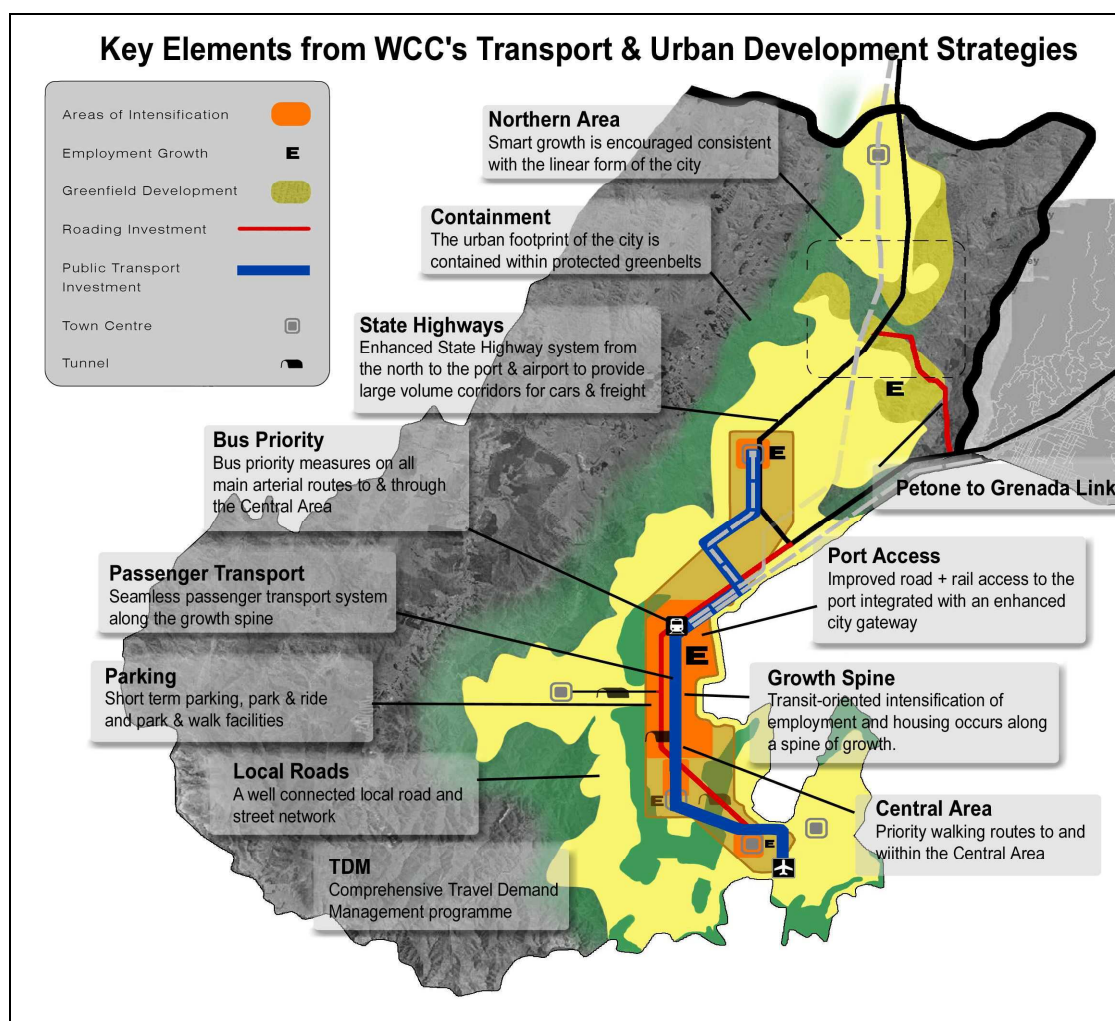 Key Elements from WCC's Transport & Urban Development Strategies
Areas of Intensification
Employment Growth
E
Greenfield Development
Roading Investment
Public Transport
Investment
Town Centre
Tunnel
Northern Area
Smart growth is encouraged consistent
with the linear form of the city
Containment
The urban footprint of the city is
contained within protected greenbelts
State Highways
Enhanced State Highway system from
the north to the port & airport to provide
large volume corridors for cars & freight
E
Bus Priority
Bus priority measures on all
main arterial routes to & through
the Central Area
E
Petone to Grenada Link
Passenger Transport
Seamless passenger transport system
along the growth spine
Port Access
Improved road + rail access to the
port integrated with an enhanced
city gateway
E
Parking
Short term parking, park & ride
and park & walk facilities
Growth Spine
Transit-oriented intensification of
employment and housing occurs along
a spine of growth.
Local Roads
A well connected local road and
street network
E
Central Area
Priority walking routes to and
within the Central Area
E
TDM
Comprehensive Travel Demand
Management programme